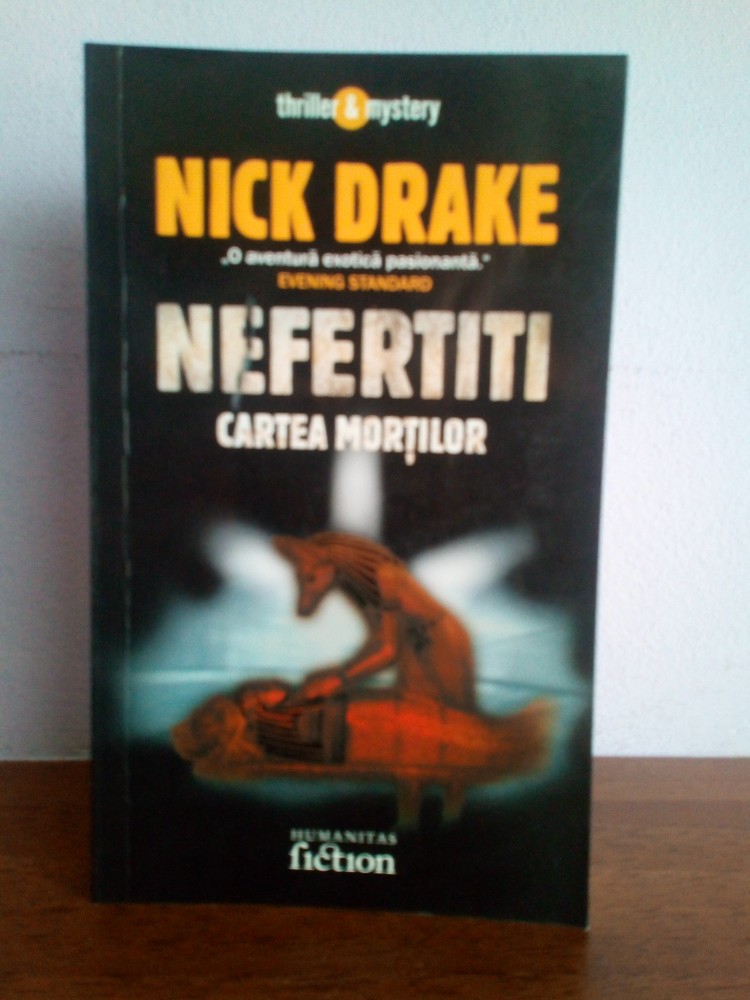 thriller & mystery
NICK DRAKE
„O aventură exotică pasionantă.”
EVENING STANDARD
NEFERTITI
CARTEA MORȚILOR
HUMANITAS
fiction